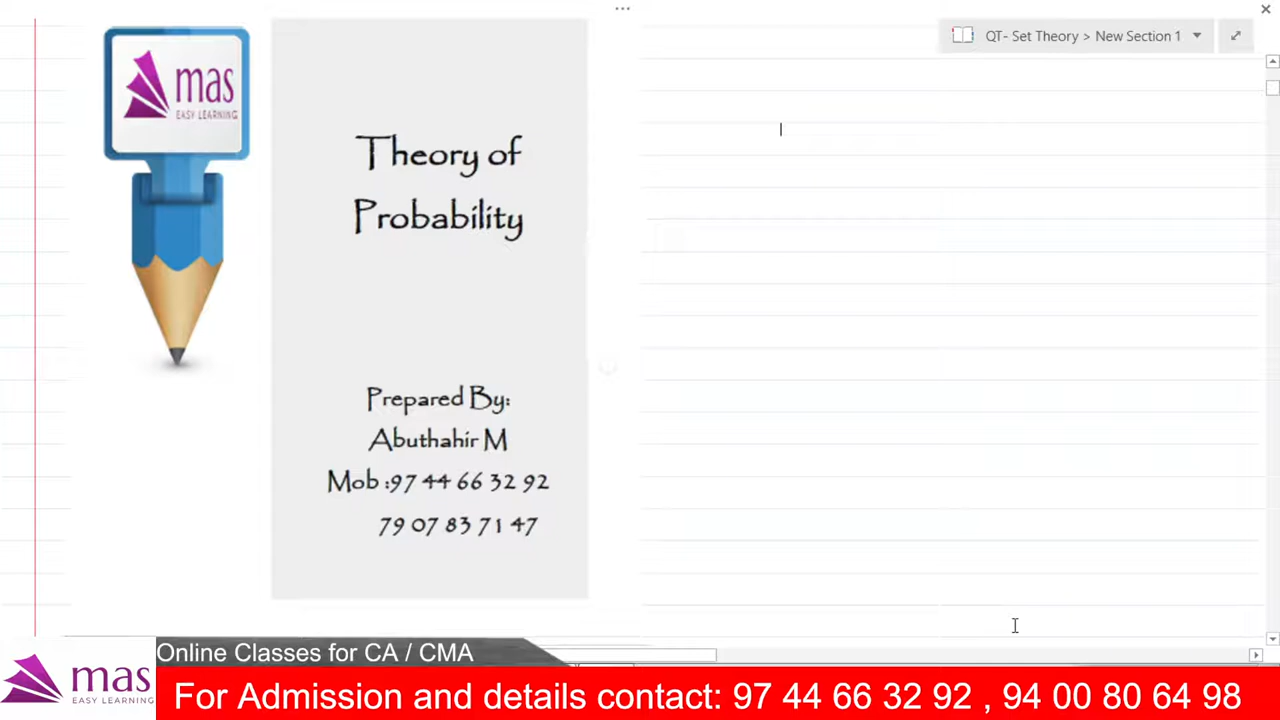 mas
EASY LEARNING
Theory of
Probability
Prepared By:
Abuthahir M
Mob :97 44 66 32 92
79 07 83 71 47
QT- Set Theory > New Section 1
mas
EASY LEARNING
Online Classes for CA / CMA
For Admission and details contact: 97 44 66 32 92 , 94 00 80 64 98